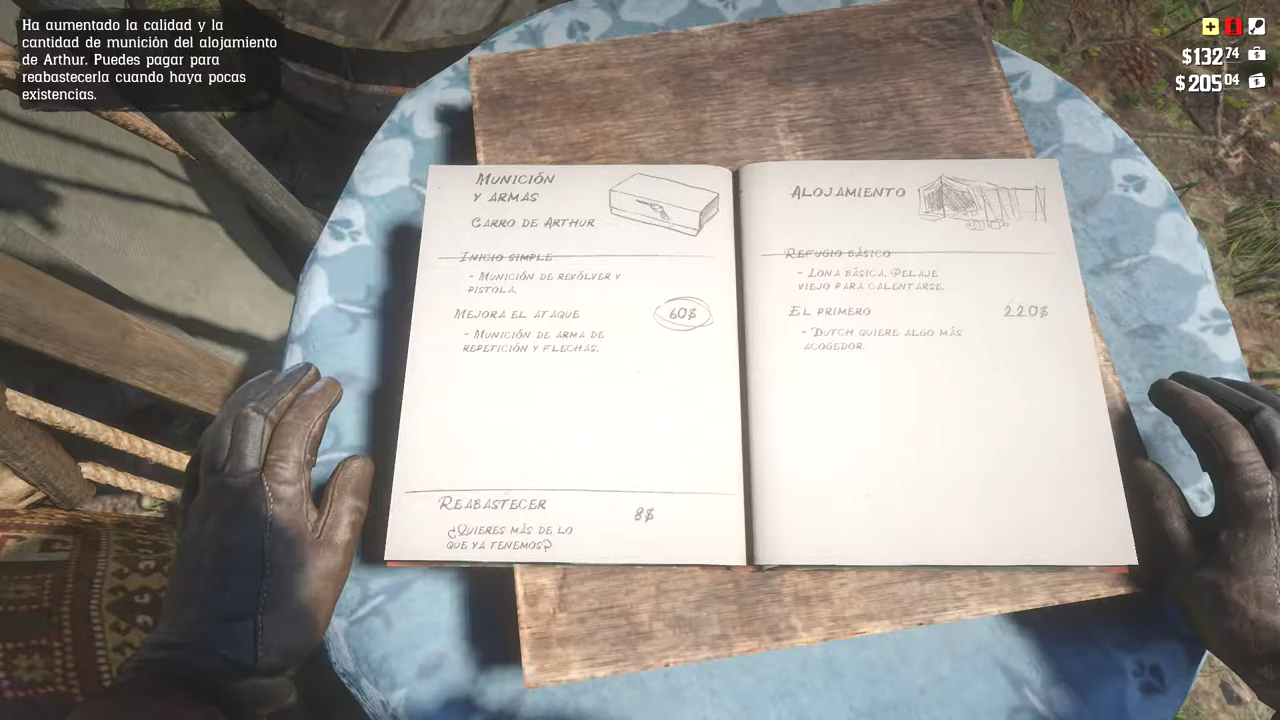 Ha aumentado la calidad y la
cantidad de munición del alojamiento
de Arthur. Puedes pagar para
reabastecerla cuando haya pocas
existencias.
$132 74
$205 04
MUNICIÓN
Y ARMAS
CARRO DE ARTHUR
INICIO SIMPLE
- MUNICIÓN DE REVÓLVER Y
PISTOLA.
MEJORA EL ATAQUE 60$
- MUNICIÓN DE ARMA DE
REPETICIÓN Y FLECHAS.
REABASTECER 8$
¿QUIERES MÁS DE LO
QUE YA TENEMOS?
ALOJAMIENTO
REFUGIO BÁSICO
- LONA BÁSICA. PELAJE
VIEJO PARA CALENTARSE.
EL PRIMERO 220$
- DUTCH QUIERE ALGO MÁS
ACOGEDOR.